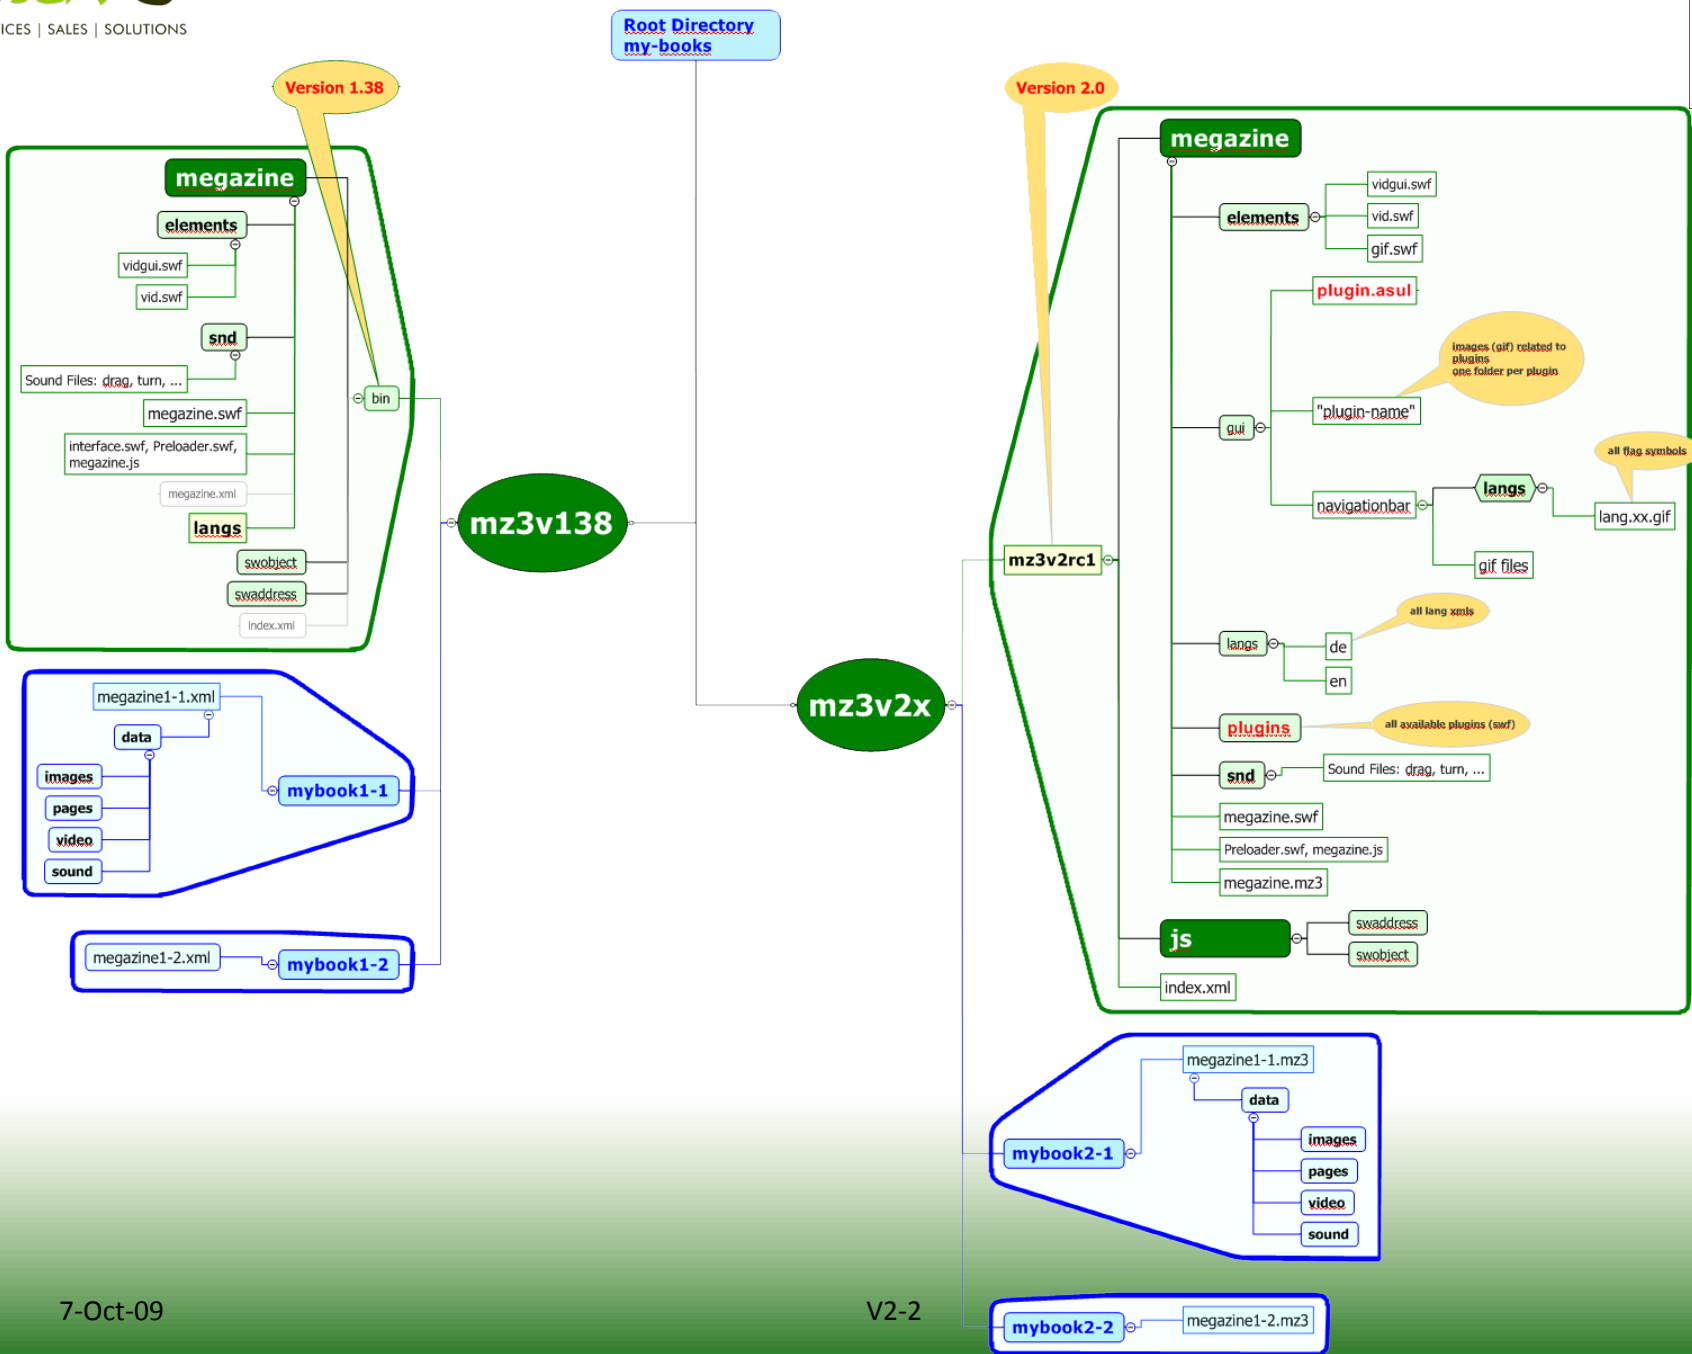 ICES | SALES | SOLUTIONS
Root Directory
my-books
Version 1.38
megazine
elements
vidgui.swf
vid.swf
snd
Sound Files: drag, turn, ...
megazine.swf
interface.swf, Preloader.swf,
megazine.js
megazine.xml
langs
swobject
swaddress
index.xml
bin
mz3v138
megazine1-1.xml
data
images
pages
video
sound
mybook1-1
megazine1-2.xml
mybook1-2
Version 2.0
megazine
elements
vidgui.swf
vid.swf
gif.swf
plugin.asul
images (gif) related to
plugins
one folder per plugin
"plugin-name"
gui
all flag symbols
langs
navigationbar
lang.xx.gif
gif files
mz3v2rc1
all lang xmls
langs
de
en
plugins
all available plugins (swf)
snd
Sound Files: drag, turn, ...
megazine.swf
Preloader.swf, megazine.js
megazine.mz3
js
swaddress
swobject
index.xml
mz3v2x
megazine1-1.mz3
data
images
pages
video
sound
mybook2-1
megazine1-2.mz3
mybook2-2
7-Oct-09
V2-2